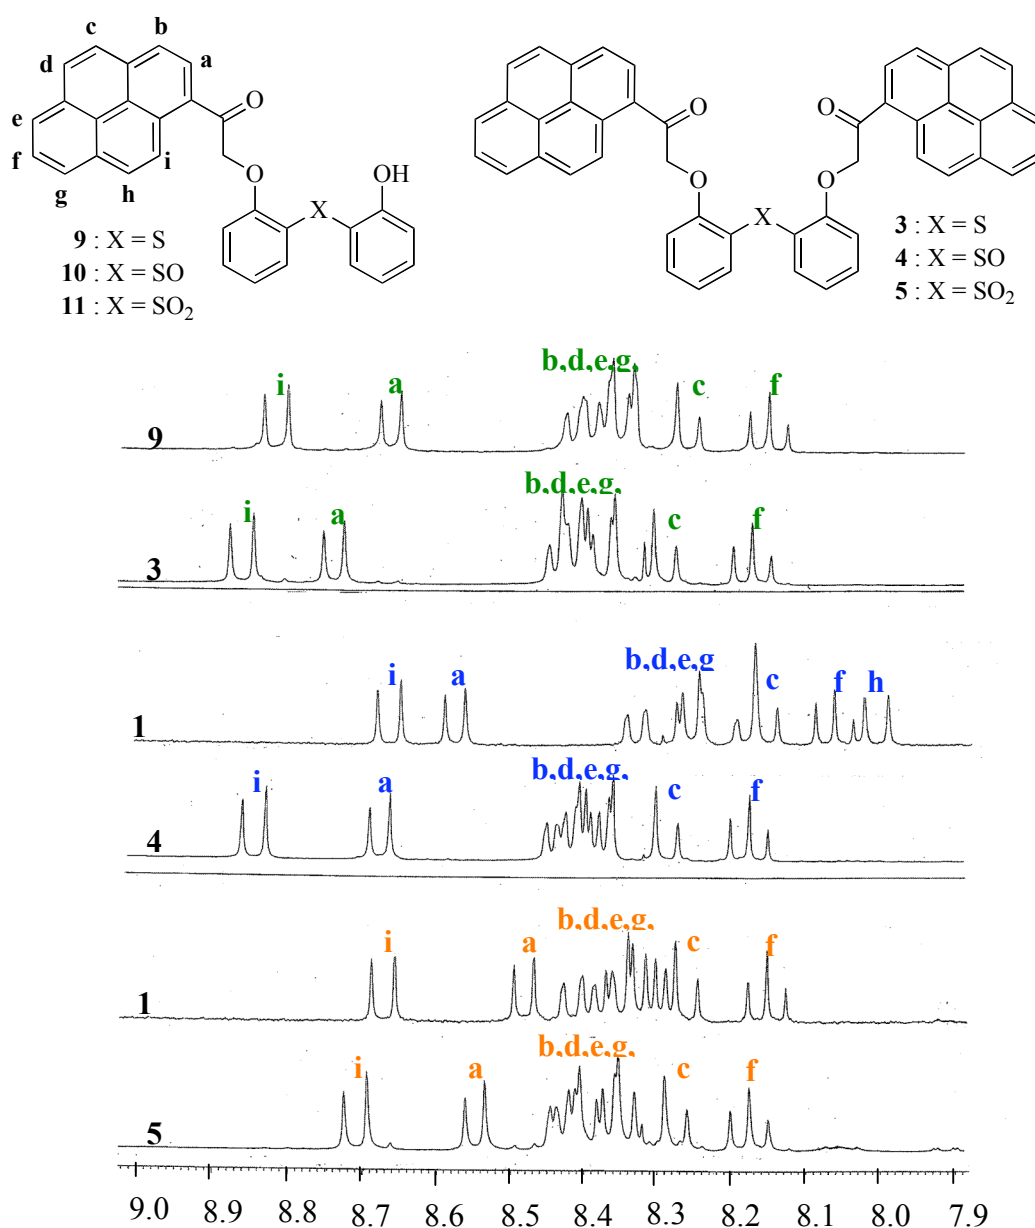 c b
d a
e O
f i
g h O OH
X
9 : X = S
10 : X = SO
11 : X = SO2
O O
O O
X
3 : X = S
4 : X = SO
5 : X = SO2
i a b,d,e,g, c f
9
i a b,d,e,g, c f
3
i a b,d,e,g c f h
1
i a b,d,e,g, c f
4
i a b,d,e,g, c f
1
i a b,d,e,g, c f
5
9.0 8.9 8.8 8.7 8.6 8.5 8.4 8.3 8.2 8.1 8.0 7.9